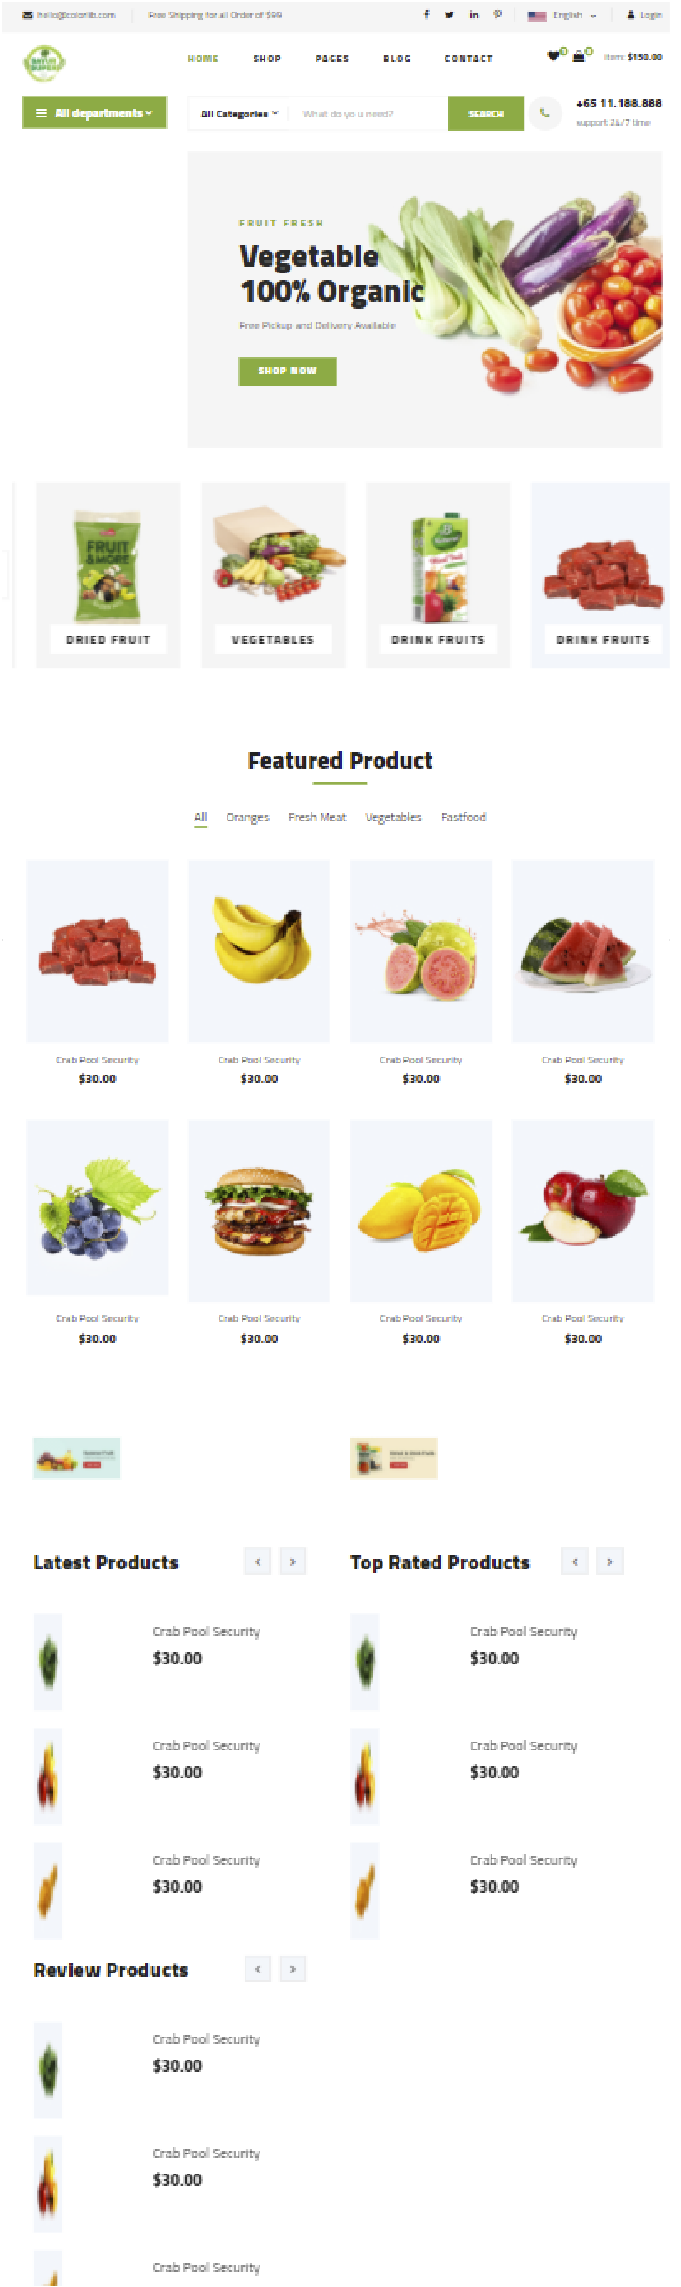 hello@colorlib.com Free Shipping for all Order of $99 English Login
HOME SHOP PAGES BLOG CONTACT item: $150.00
All departments All Categories What do yo u need? SEARCH +65 11.188.888
support 24/7 time
FRUIT FRESH
Vegetable
100% Organic
Free Pickup and Delivery Available
SHOP NOW
FRUIT
&MORE
DRIED FRUIT VEGETABLES DRINK FRUITS DRINK FRUITS
Featured Product
All Oranges Fresh Meat Vegetables Fastfood
Crab Pool Security Crab Pool Security Crab Pool Security Crab Pool Security
$30.00 $30.00 $30.00 $30.00
Crab Pool Security Crab Pool Security Crab Pool Security Crab Pool Security
$30.00 $30.00 $30.00 $30.00
Latest Products Top Rated Products
Crab Pool Security Crab Pool Security
$30.00 $30.00
Crab Pool Security Crab Pool Security
$30.00 $30.00
Crab Pool Security Crab Pool Security
$30.00 $30.00
Review Products
Crab Pool Security
$30.00
Crab Pool Security
$30.00
Crab Pool Security